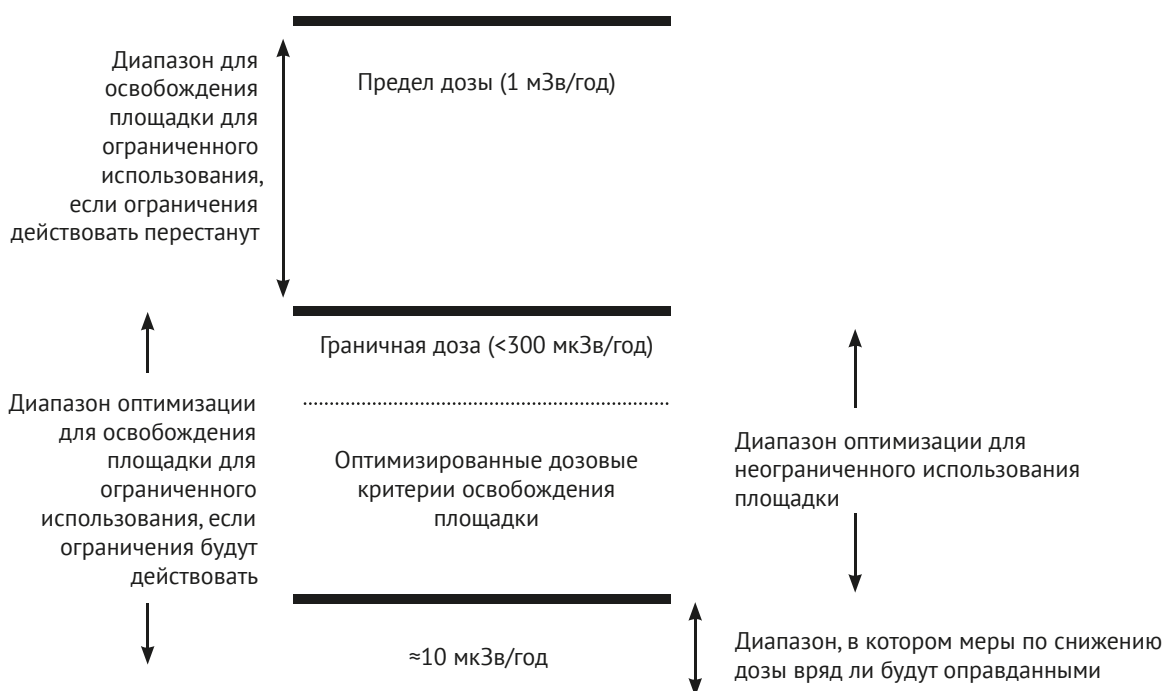 Диапазон для
освобождения
площадки для
ограниченного
использования,
если ограничения
действовать перестанут
Предел дозы (1 мЗв/год)
Граничная доза (<300 мкЗв/год)
Диапазон оптимизации
для освобождения
площадки для
ограниченного
использования, если
ограничения будут
действовать
Оптимизированные дозовые
критерии освобождения
площадки
Диапазон оптимизации для
неограниченного использования
площадки
≈10 мкЗв/год
Диапазон, в котором меры по снижению
дозы вряд ли будут оправданными